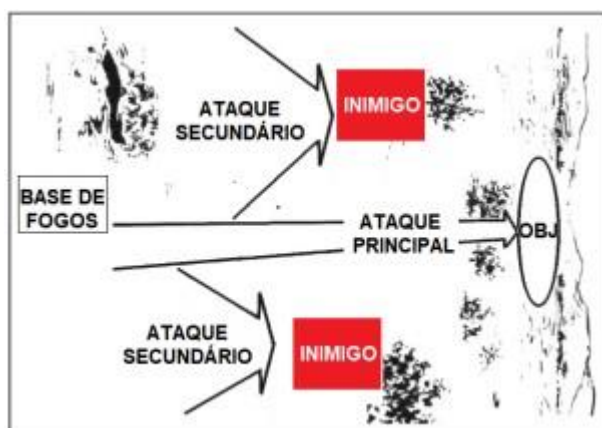 ATAQUE
SECUNDÁRIO
INIMIGO
BASE DE
FOGOS
ATAQUE
PRINCIPAL
OBJ
ATAQUE
SECUNDÁRIO
INIMIGO